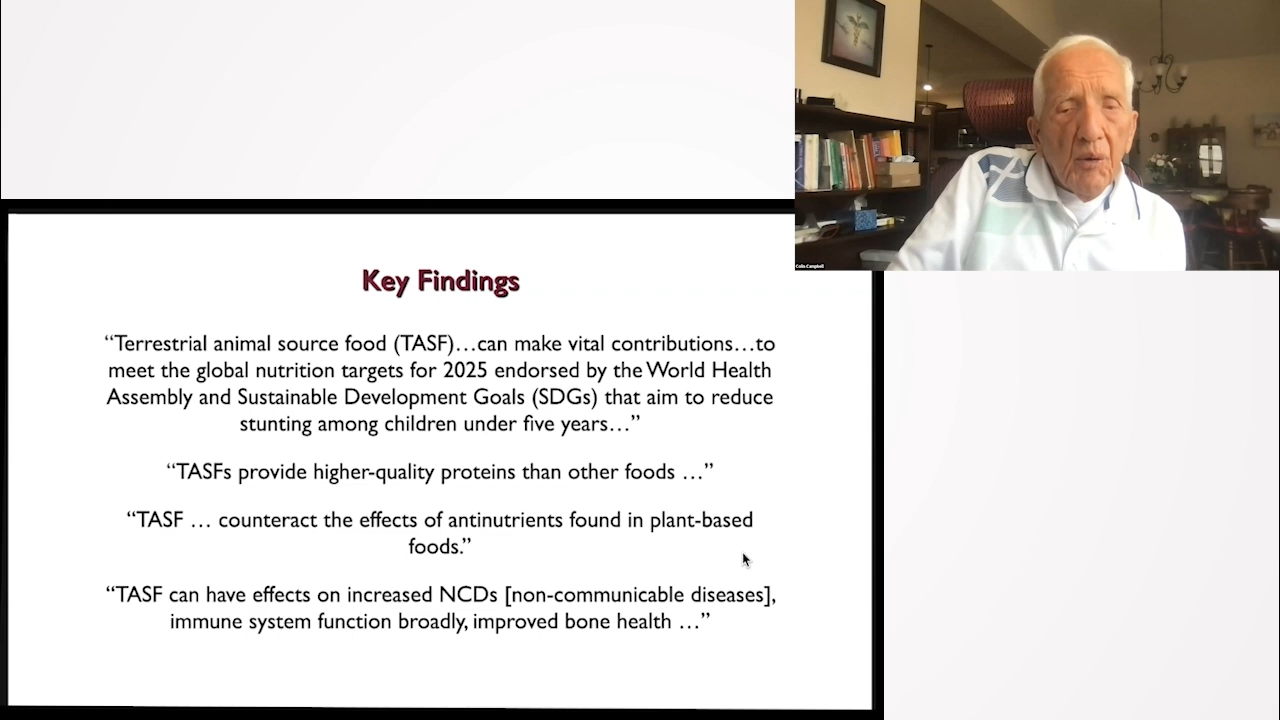 Colin Campbell
Key Findings
“Terrestrial animal source food (TASF)…can make vital contributions…to
meet the global nutrition targets for 2025 endorsed by the World Health
Assembly and Sustainable Development Goals (SDGs) that aim to reduce
stunting among children under five years…”
“TASFs provide higher-quality proteins than other foods …”
“TASF … counteract the effects of antinutrients found in plant-based
foods.”
“TASF can have effects on increased NCDs [non-communicable diseases],
immune system function broadly, improved bone health …”